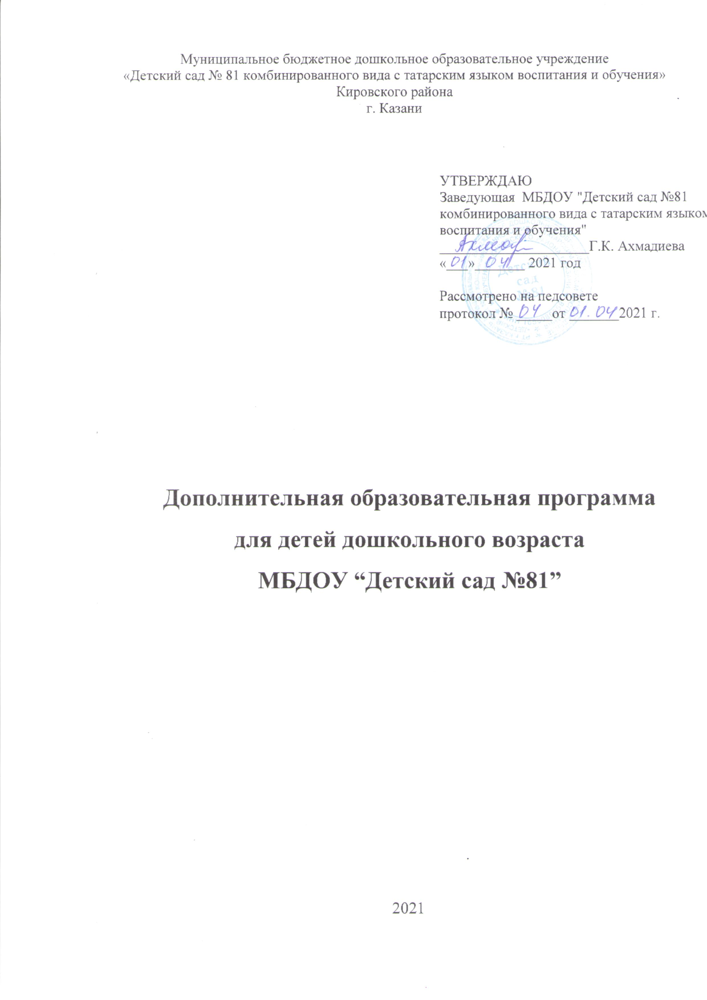 Муниципальное бюджетное дошкольное образовательное учреждение
«Детский сад № 81 комбинированного вида с татарским языком воспитания и обучения»
Кировского района
г. Казани
УТВЕРЖДАЮ
Заведующая МБДОУ "Детский сад №81
комбинированного вида с татарским языком
воспитания и обучения"
Г.К. Ахмадиева
«01» 04 2021 год
Детский
сад
№81
Рассмотрено на педсовете
протокол № 04 от 01.04 2021 г.
Дополнительная образовательная программа
для детей дошкольного возраста
МБДОУ “Детский сад №81”
2021